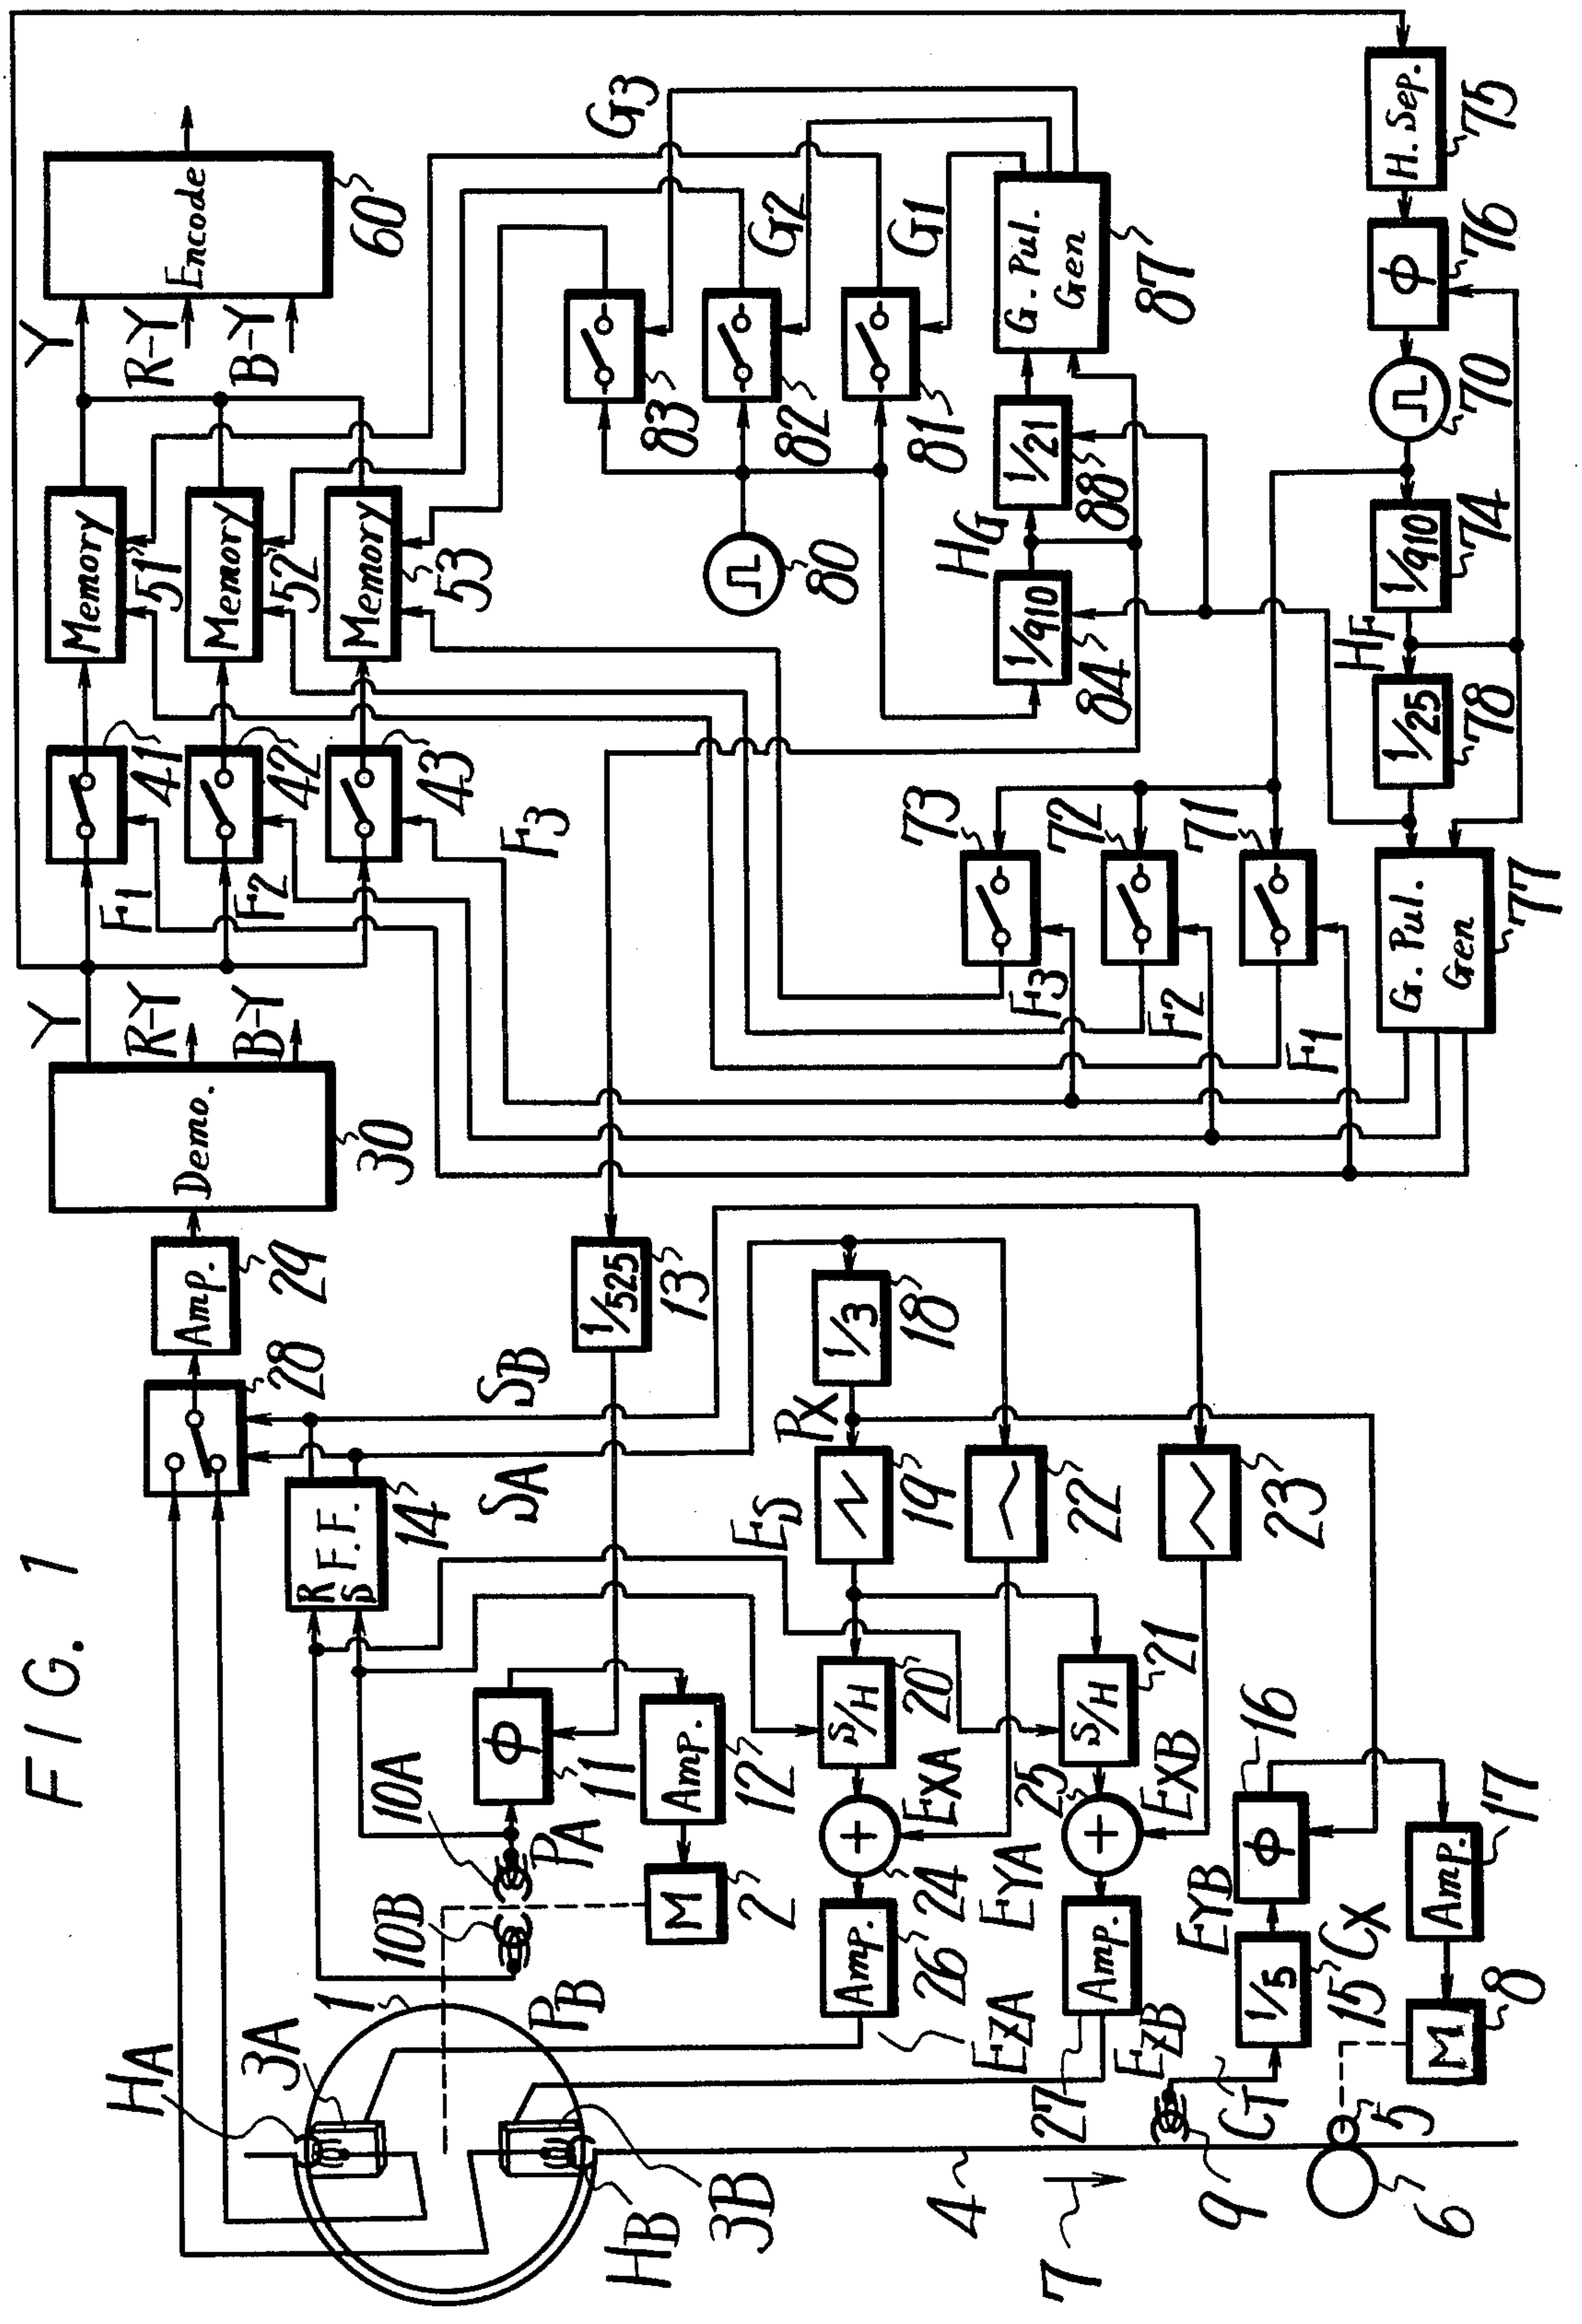 FIG. 1
HA
3A
1
HB
3B
PB
10B
10A
PA
2
M
Φ
11
Amp.
12
R
S
F.F.
14
SA
SB
28
Amp.
29
Demo.
30
Y
R-Y
B-Y
1/525
13
1/3
18
PX
19
ES
22
23
S/H
20
S/H
21
EXA
EXB
24
25
EYA
EYB
Amp.
26
Amp.
27
EZA
EZB
4
7
9
CT
1/5
15
CX
Φ
16
Amp.
17
M
8
5
6
F1
F2
F3
41
42
43
Memory
51
Memory
52
Memory
53
Y
R-Y
B-Y
Encode
60
83
82
81
80
G3
G2
G1
G. Pul.
Gen
87
1/21
88
HG
1/910
84
73
72
71
F3
F2
F1
G. Pul.
Gen
77
1/25
78
HF
1/910
74
70
Φ
76
H. Sep.
75